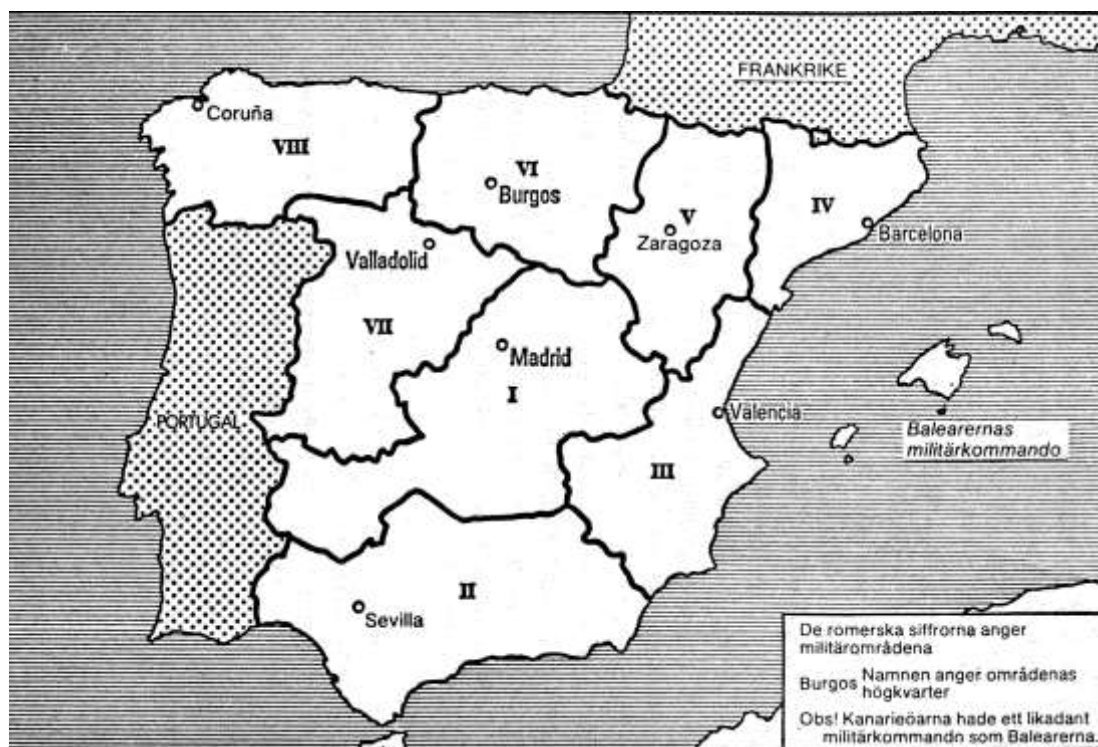 FRANKRIKE
Coruña
VIII
VI
Burgos
V
Zaragoza
IV
Barcelona
Valladolid
VII
Madrid
I
PORTUGAL
Valencia
Balearernas
militärkommando
III
II
Sevilla
De romerska siffrorna anger
militärområdena
Burgos Namnen anger områdenas
högkvarter
Obs! Kanarieöarna hade ett likadant
militärkommando som Balearerna.